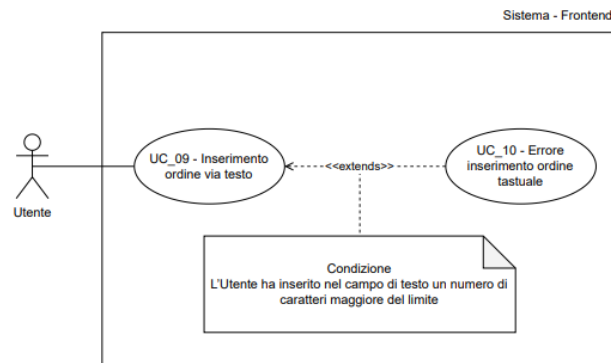 Sistema - Frontend
UC_09 - Inserimento
ordine via testo
<<extends>>
UC_10 - Errore
inserimento ordine
tastuale
Utente
Condizione
L'Utente ha inserito nel campo di testo un numero di
caratteri maggiore del limite